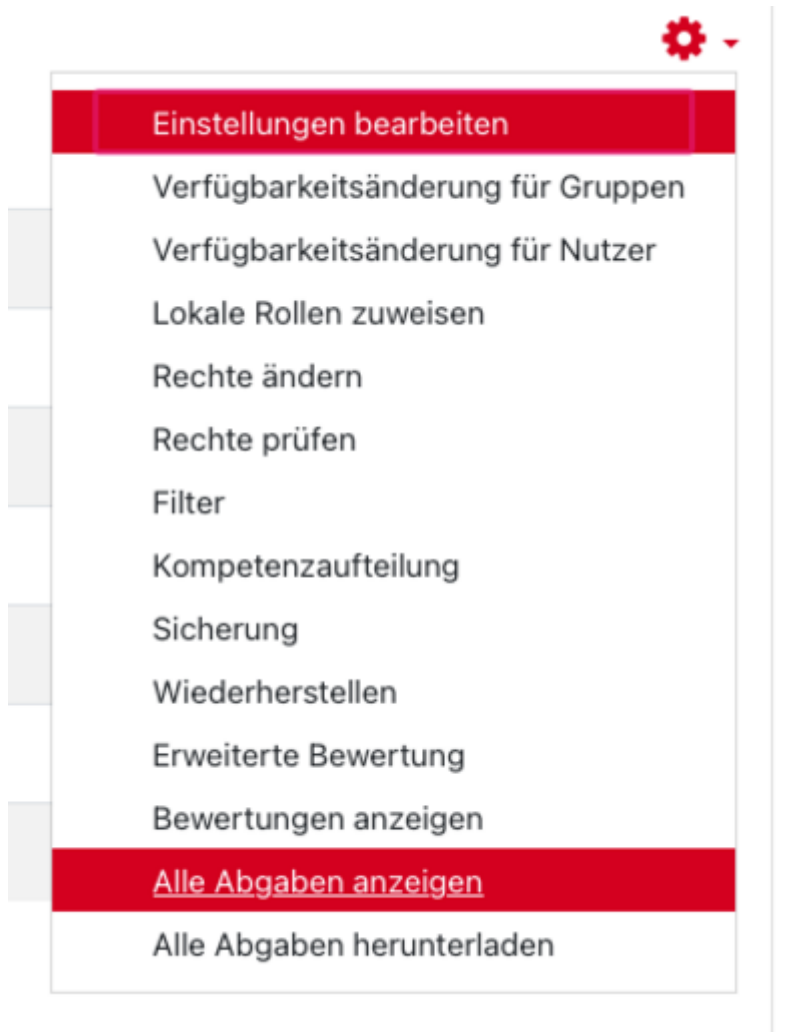 Einstellungen bearbeiten
Verfügbarkeitsänderung für Gruppen
Verfügbarkeitsänderung für Nutzer
Lokale Rollen zuweisen
Rechte ändern
Rechte prüfen
Filter
Kompetenzaufteilung
Sicherung
Wiederherstellen
Erweiterte Bewertung
Bewertungen anzeigen
Alle Abgaben anzeigen
Alle Abgaben herunterladen